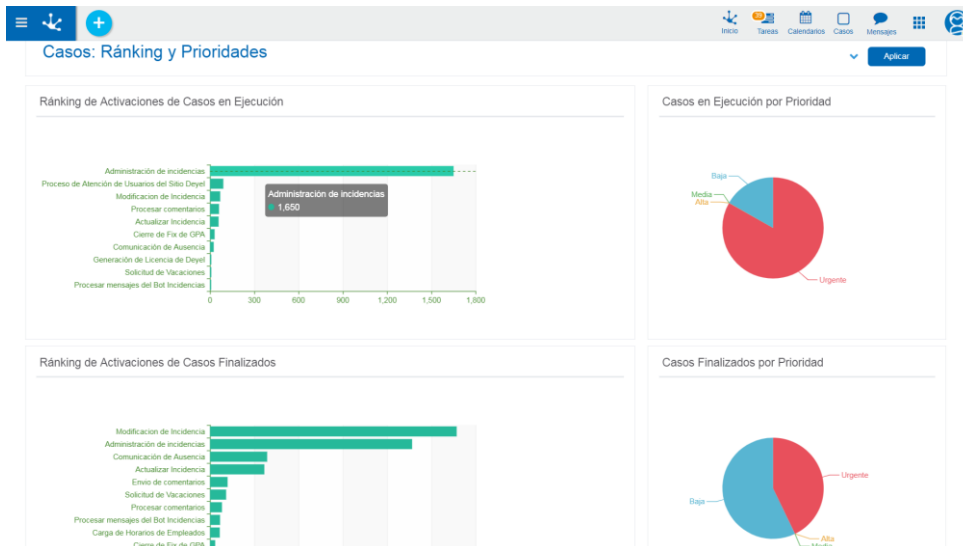 Inicio
Tareas
Calendarios
Casos
Mensajes
Casos: Ránking y Prioridades
Aplicar
Ránking de Activaciones de Casos en Ejecución
Administración de incidencias
Proceso de Atención de Usuarios del Sitio Deyel
Modificacion de Incidencia
Procesar comentarios
Actualizar Incidencia
Cierre de Fix de GPA
Comunicación de Ausencia
Generación de Licencia de Deyel
Solicitud de Vacaciones
Procesar mensajes del Bot Incidencias
0 300 600 900 1,200 1,500 1,800
Administración de incidencias
1,650
Casos en Ejecución por Prioridad
Baja
Media
Alta
Urgente
Ránking de Activaciones de Casos Finalizados
Modificacion de Incidencia
Administración de incidencias
Comunicación de Ausencia
Actualizar Incidencia
Envio de comentarios
Solicitud de Vacaciones
Procesar comentarios
Procesar mensajes del Bot Incidencias
Carga de Horarios de Empleados
Cierre de Fix de GPA
Casos Finalizados por Prioridad
Urgente
Baja
Alta
Media